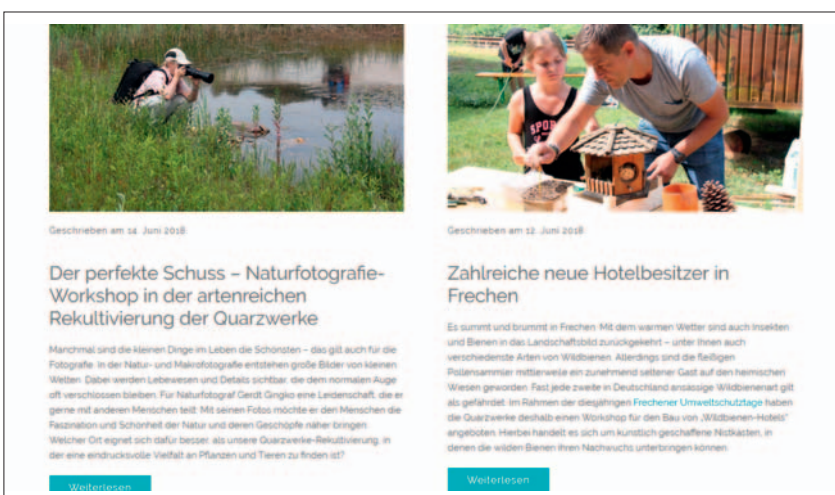 Geschrieben am 14. Juni 2018
Der perfekte Schuss – Naturfotografie-
Workshop in der artenreichen
Rekultivierung der Quarzwerke
Manchmal sind die kleinen Dinge im Leben die Schönsten – das gilt auch für die
Fotografie. In der Natur- und Makrofotografie entstehen große Bilder von kleinen
Welten. Dabei werden Lebewesen und Details sichtbar, die dem normalen Auge
oft verschlossen bleiben. Für Naturfotograf Gerdt Gingko eine Leidenschaft, die er
gerne mit anderen Menschen teilt: Mit seinen Fotos möchte er den Menschen die
Faszination und Schönheit der Natur und deren Geschöpfe näher bringen.
Welcher Ort eignet sich dafür besser, als unsere Quarzwerke-Rekultivierung, in
der eine eindrucksvolle Vielfalt an Pflanzen und Tieren zu finden ist?
Weiterlesen
SPOR
Geschrieben am 12. Juni 2018
Zahlreiche neue Hotelbesitzer in
Frechen
Es summt und brummt in Frechen: Mit dem warmen Wetter sind auch Insekten
und Bienen in das Landschaftsbild zurückgekehrt – unter Ihnen auch
verschiedenste Arten von Wildbienen. Allerdings sind die fleißigen
Pollensammler mittlerweile ein zunehmend seltener Gast auf den heimischen
Wiesen geworden. Fast jede zweite in Deutschland ansässige Wildbienenart gilt
als gefährdet. Im Rahmen der diesjährigen Frechener Umweltschutztage haben
die Quarzwerke deshalb einen Workshop für den Bau von „Wildbienen-Hotels“
angeboten. Hierbei handelt es sich um künstlich geschaffene Nistkästen, in
denen die wilden Bienen ihren Nachwuchs unterbringen können.
Weiterlesen